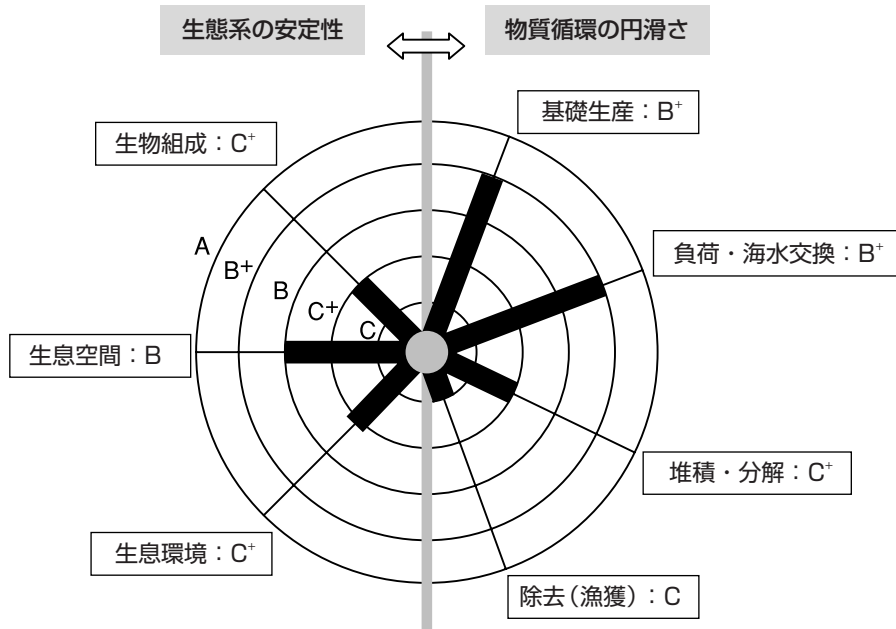 生態系の安定性
物質循環の円滑さ
基礎生産：B⁺
生物組成：C⁺
負荷・海水交換：B⁺
A
B+
B
C+
C
生息空間：B
堆積・分解：C⁺
生息環境：C⁺
除去（漁獲）：C